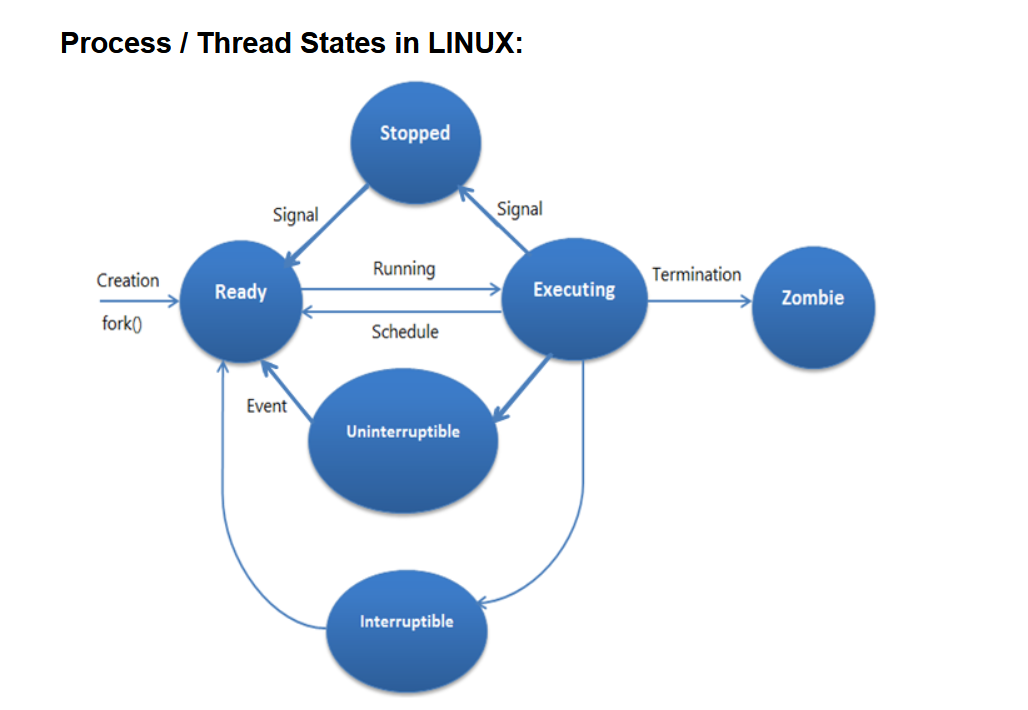 Process / Thread States in LINUX:
Stopped
Signal
Signal
Creation
fork()
Ready
Running
Schedule
Executing
Termination
Zombie
Event
Uninterruptible
Interruptible